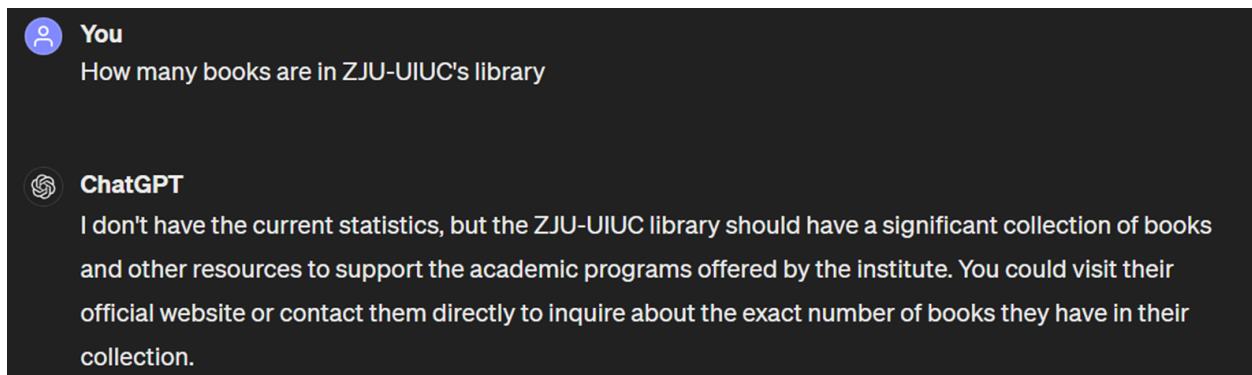 You
How many books are in ZJU-UIUC's library
ChatGPT
I don't have the current statistics, but the ZJU-UIUC library should have a significant collection of books
and other resources to support the academic programs offered by the institute. You could visit their
official website or contact them directly to inquire about the exact number of books they have in their
collection.